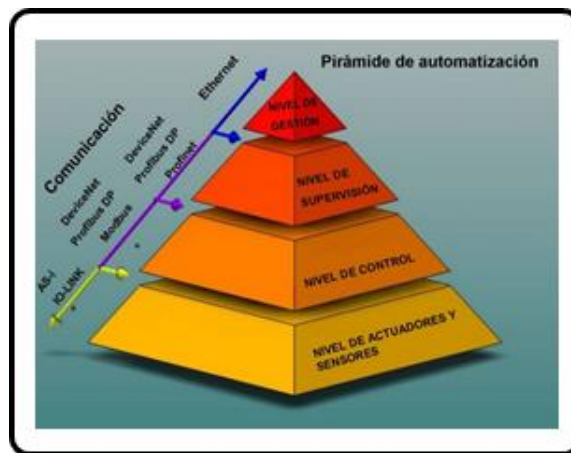 Pirámide de automatización
Comunicación
Ethernet
DeviceNet
Profibus DP
Profinet
DeviceNet
Profibus DP
Modbus
AS-i
IO-LINK
NIVEL DE
GESTIÓN
NIVEL DE
SUPERVISIÓN
NIVEL DE CONTROL
NIVEL DE ACTUADORES Y
SENSORES